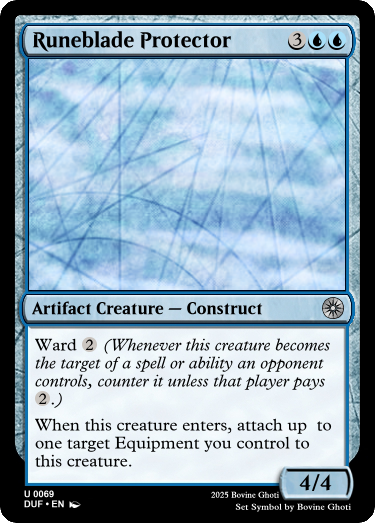 Runeblade Protector 3
Artifact Creature — Construct
Ward 2 (Whenever this creature becomes
the target of a spell or ability an opponent
controls, counter it unless that player pays
2.)
When this creature enters, attach up to
one target Equipment you control to
this creature.
4/4
U 0069
DUF • EN
2025 Bovine Ghoti
Set Symbol by Bovine Ghoti